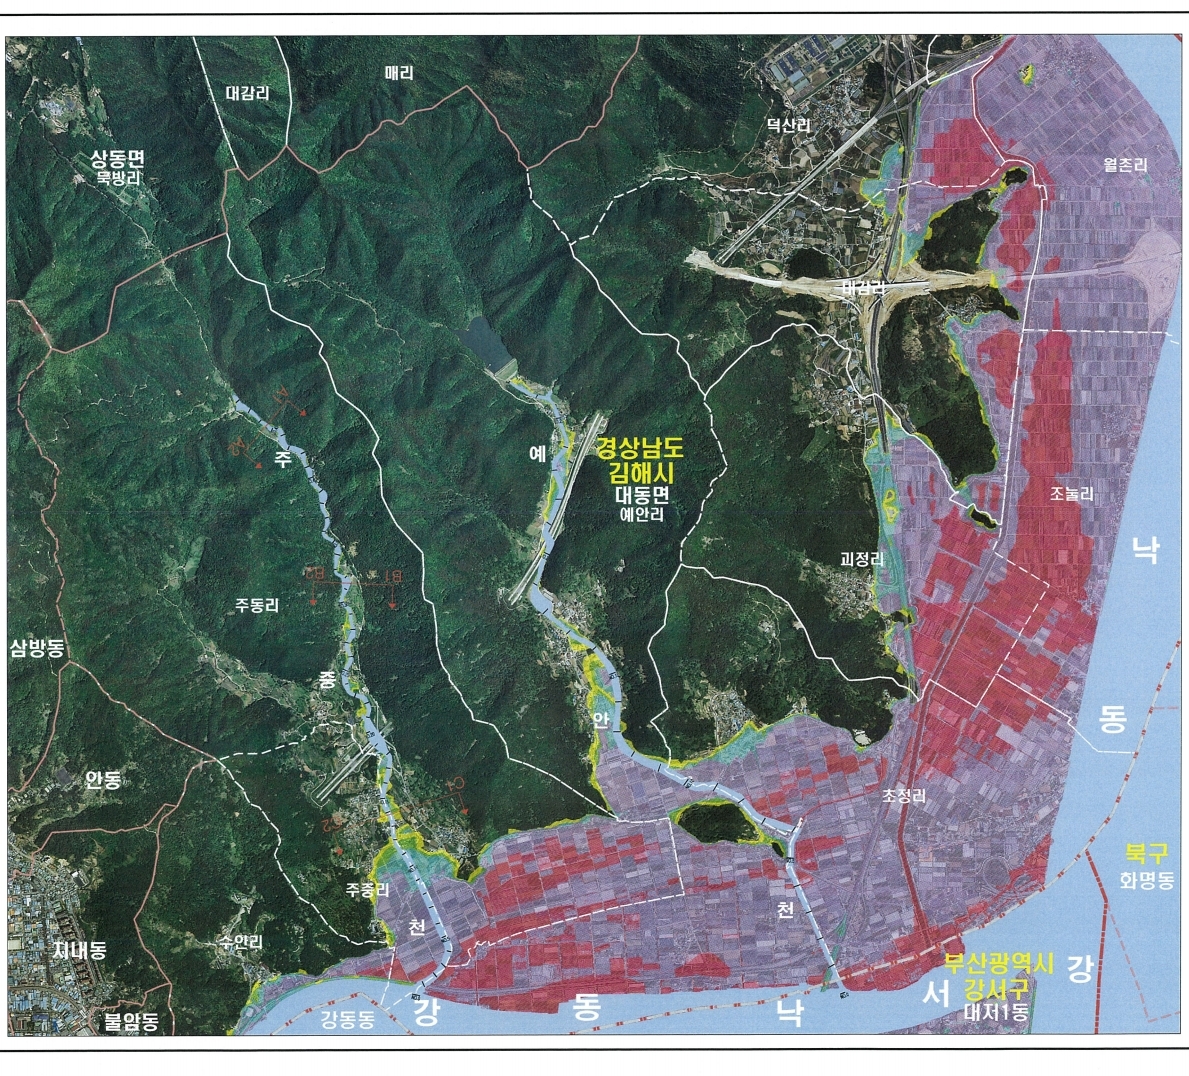 매리
대감리
덕산리
상동면
묵방리
월촌리
대감리
예
경상남도
김해시
대동면
예안리
주
조눌리
낙
괴정리
주동리
삼방동
중
안
동
안동
초정리
북구
화명동
주중리
천
천
수안리
지내동
부산광역시
강서구
대저1동
강
서
강동동
강
동
낙
불암동
A
A2
B2
B1
C2